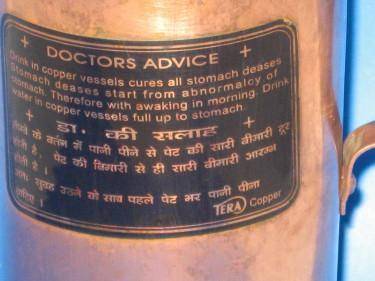 DOCTORS ADVICE
Drink in copper vessels cures all stomach deases
Stomach deases start from abnormalcy of
stomach. Therefore with awaking in morning. Drink
water in copper vessels full up to stomach.
डा. की सलाह
ताँबे के बर्तन में पानी पीने से पेट की सारी बीमारी दूर
होती है, पेट की बिमारी से ही सारी बीमारी आरम्भ
होती है।
अतः सुबह उठने के साथ पहले पेट भर पानी पीना
चाहिए।
TERA Copper